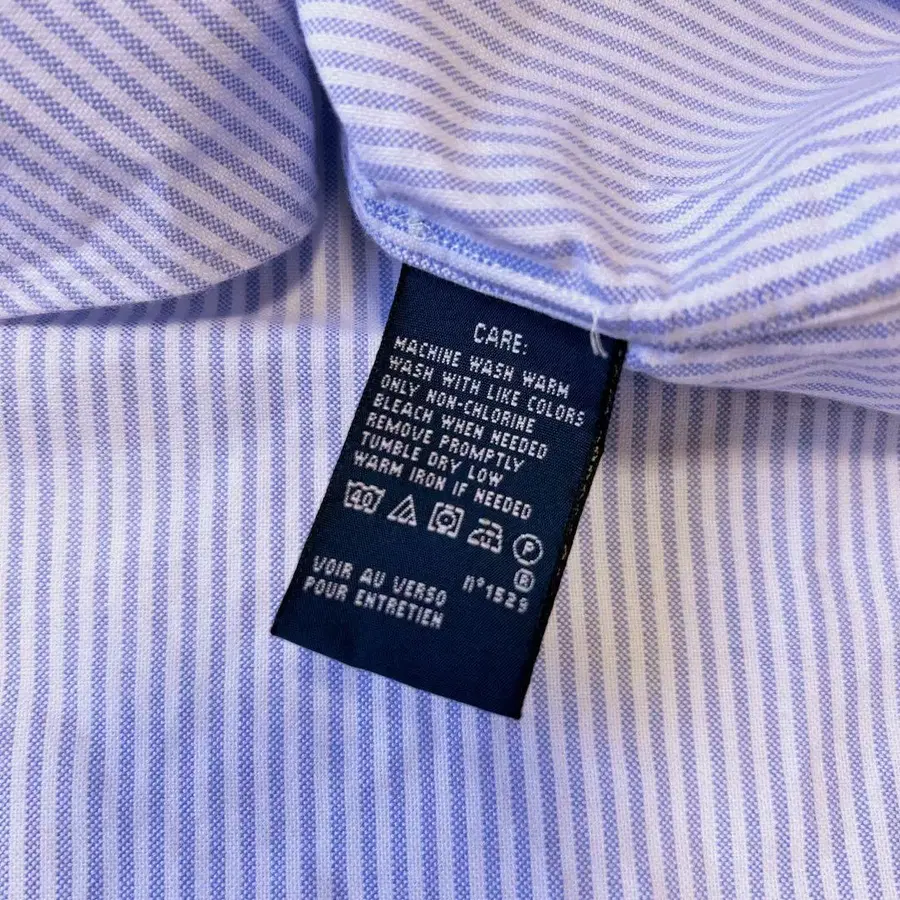 CARE:
MACHINE WASH WARM
WASH WITH LIKE COLORS
ONLY NON-CHLORINE
BLEACH WHEN NEEDED
REMOVE PROMPTLY
TUMBLE DRY LOW
WARM IRON IF NEEDED
40 P
®
VOIR AU VERSO n°1529
POUR ENTRETIEN